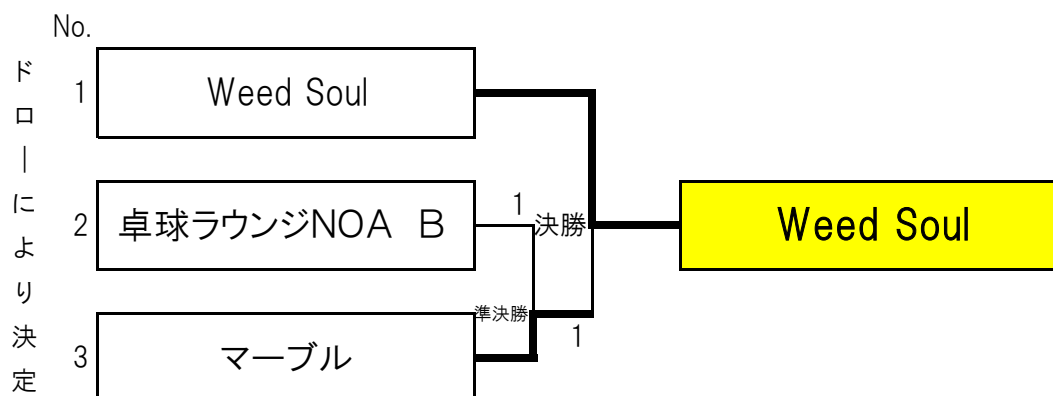 No.
ドローにより決定
1 Weed Soul
2 卓球ラウンジNOA　B
1
決勝
Weed Soul
準決勝
1
3 マーブル